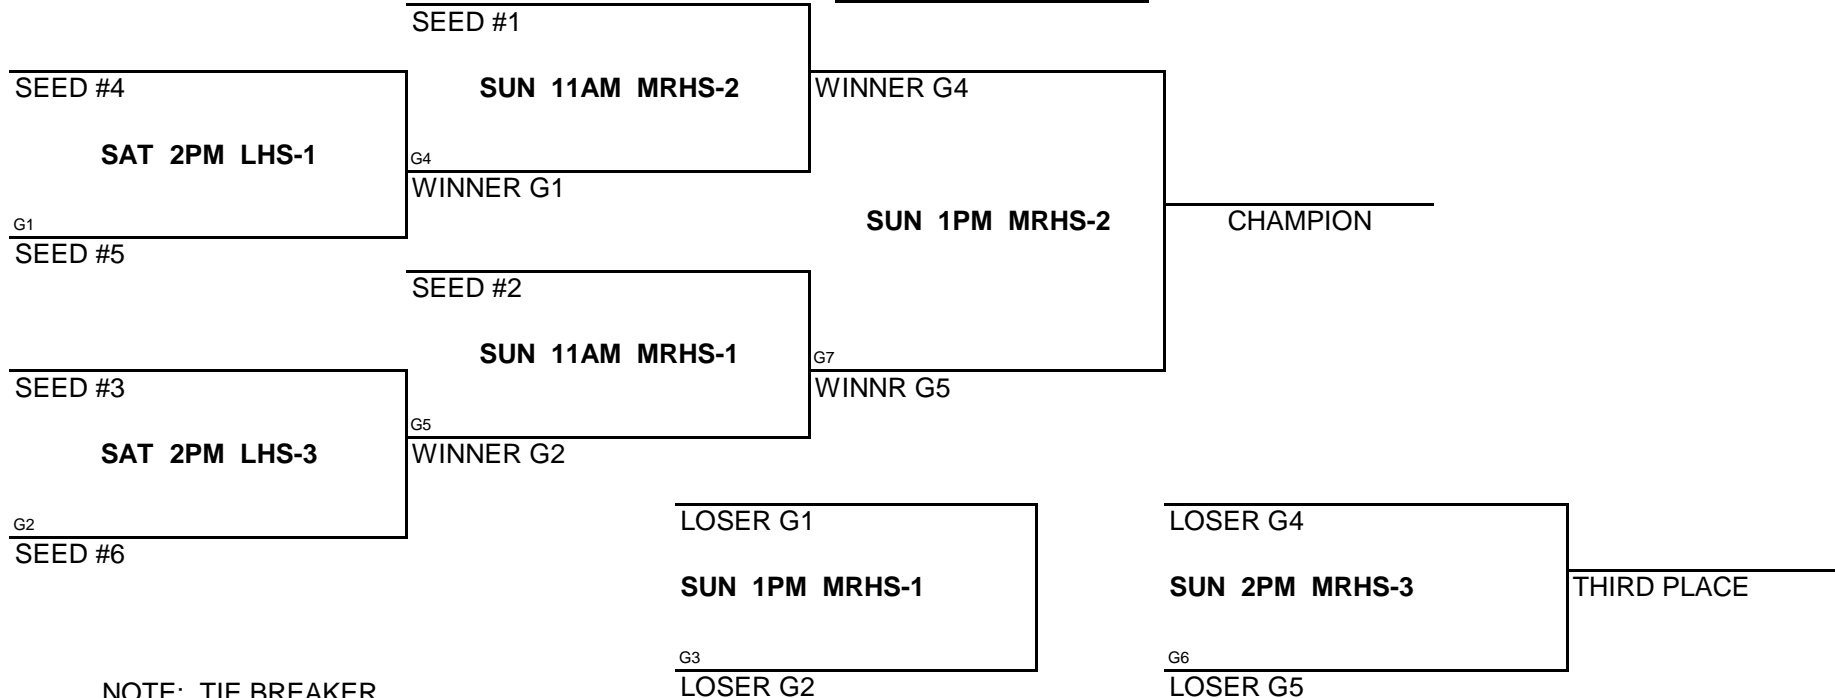 SEED #1
SEED #4
SUN 11AM MRHS-2
WINNER G4
SAT 2PM LHS-1
G4
WINNER G1
G1
SUN 1PM MRHS-2
CHAMPION
SEED #5
SEED #2
SUN 11AM MRHS-1
G7
SEED #3
WINNR G5
G5
SAT 2PM LHS-3
WINNER G2
G2
LOSER G1
LOSER G4
SEED #6
SUN 1PM MRHS-1
SUN 2PM MRHS-3
THIRD PLACE
G3
G6
NOTE: TIE BREAKER
LOSER G2
LOSER G5